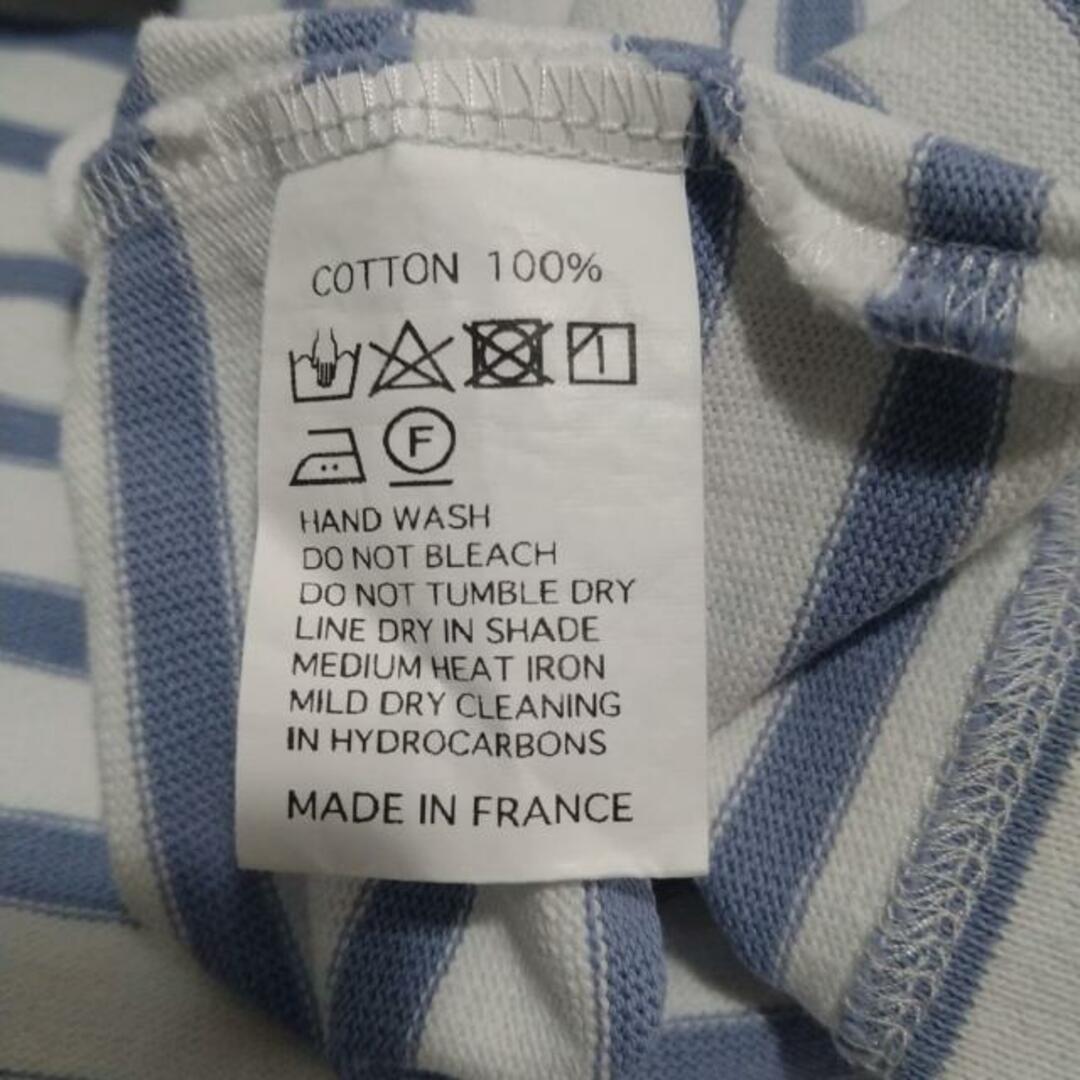 COTTON 100%
F
HAND WASH
DO NOT BLEACH
DO NOT TUMBLE DRY
LINE DRY IN SHADE
MEDIUM HEAT IRON
MILD DRY CLEANING
IN HYDROCARBONS
MADE IN FRANCE